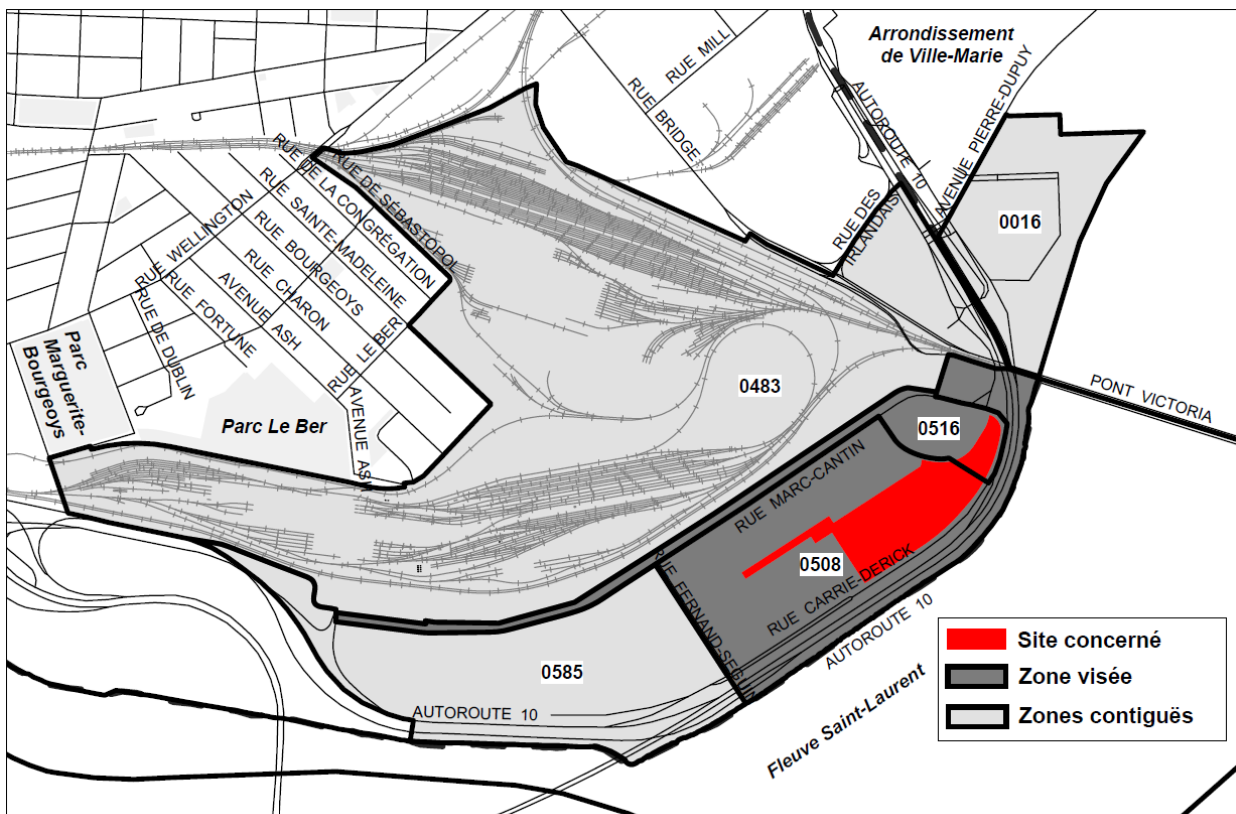 Arrondissement
de Ville-Marie
RUE MILL
RUE BRIDGE
AUTOROUTE 10
AVENUE PIERRE-DUPUY
RUE DES
IRLANDAIS
0016
RUE DE LA CONGRÉGATION
RUE DE SÉBASTOPOL
RUE SAINTE-MADELEINE
RUE WELLINGTON
RUE BOURGEOYS
RUE CHARON
AVENUE ASH
RUE LE BER
RUE FORTUNE
RUE DE DUBLIN
Parc
Marguerite-
Bourgeoys
Parc Le Ber
AVENUE ASH
0483
PONT VICTORIA
0516
RUE MARC-CANTIN
0508
RUE CARRIE-DERICK
RUE FERNAND-SEGUIN
AUTOROUTE 10
0585
AUTOROUTE 10
Fleuve Saint-Laurent
Site concerné
Zone visée
Zones contiguës